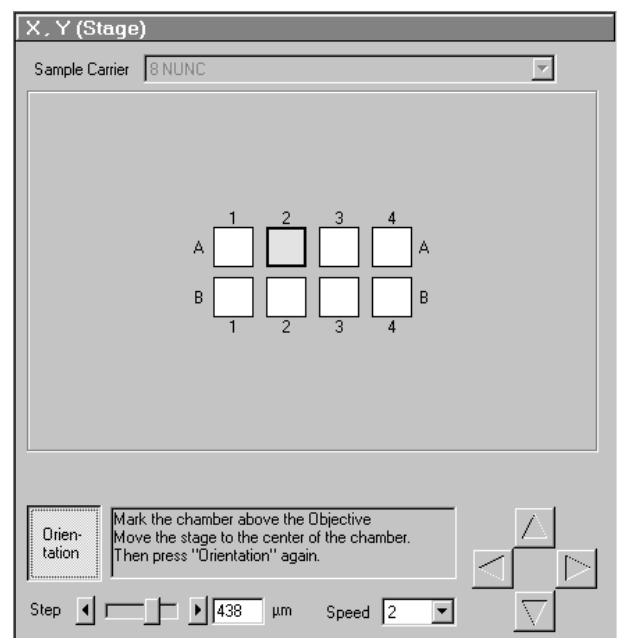 X, Y (Stage)
Sample Carrier 8 NUNC
1 2 3 4
A A
B B
1 2 3 4
Orien-
tation
Mark the chamber above the Objective
Move the stage to the center of the chamber.
Then press "Orientation" again.
Step 438 µm Speed 2